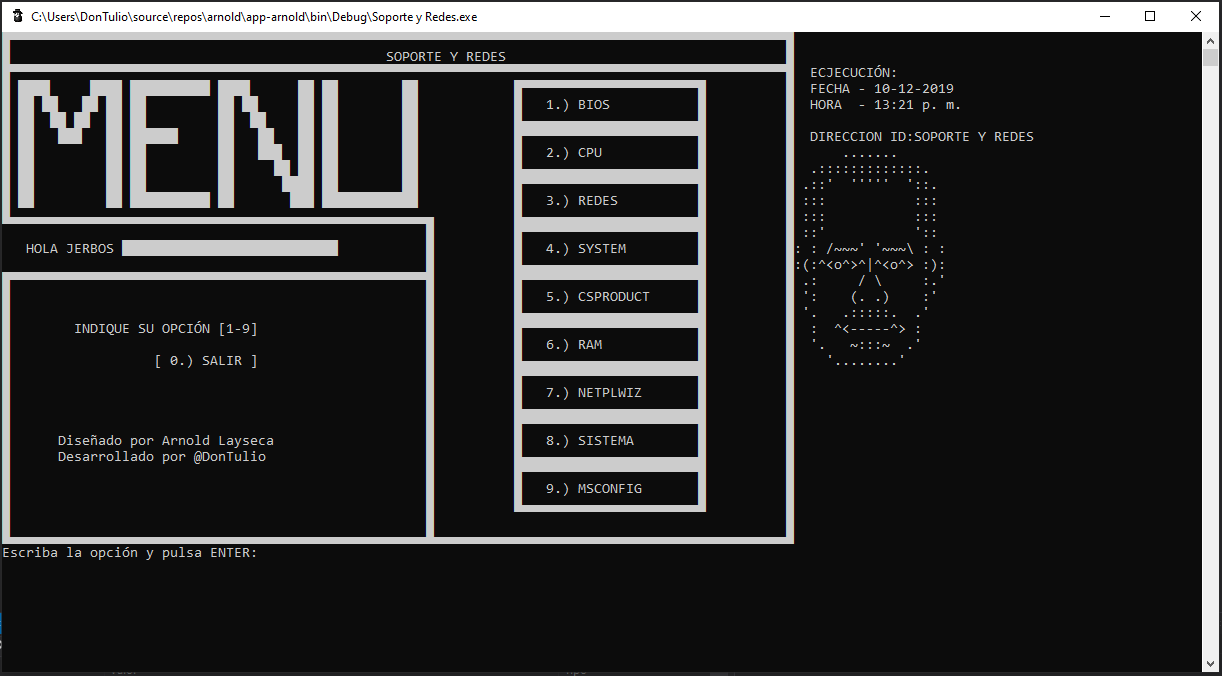 C:\Users\DonTulio\source\repos\arnold\app-arnold\bin\Debug\Soporte y Redes.exe
SOPORTE Y REDES
MENU
HOLA JERBOS
INDIQUE SU OPCIÓN [1-9]
[ 0.) SALIR ]
Diseñado por Arnold Layseca
Desarrollado por @DonTulio
1.) BIOS
2.) CPU
3.) REDES
4.) SYSTEM
5.) CSPRODUCT
6.) RAM
7.) NETPLWIZ
8.) SISTEMA
9.) MSCONFIG
ECJECUCIÓN:
FECHA - 10-12-2019
HORA  - 13:21 p. m.
DIRECCION ID:SOPORTE Y REDES
Escriba la opción y pulsa ENTER: